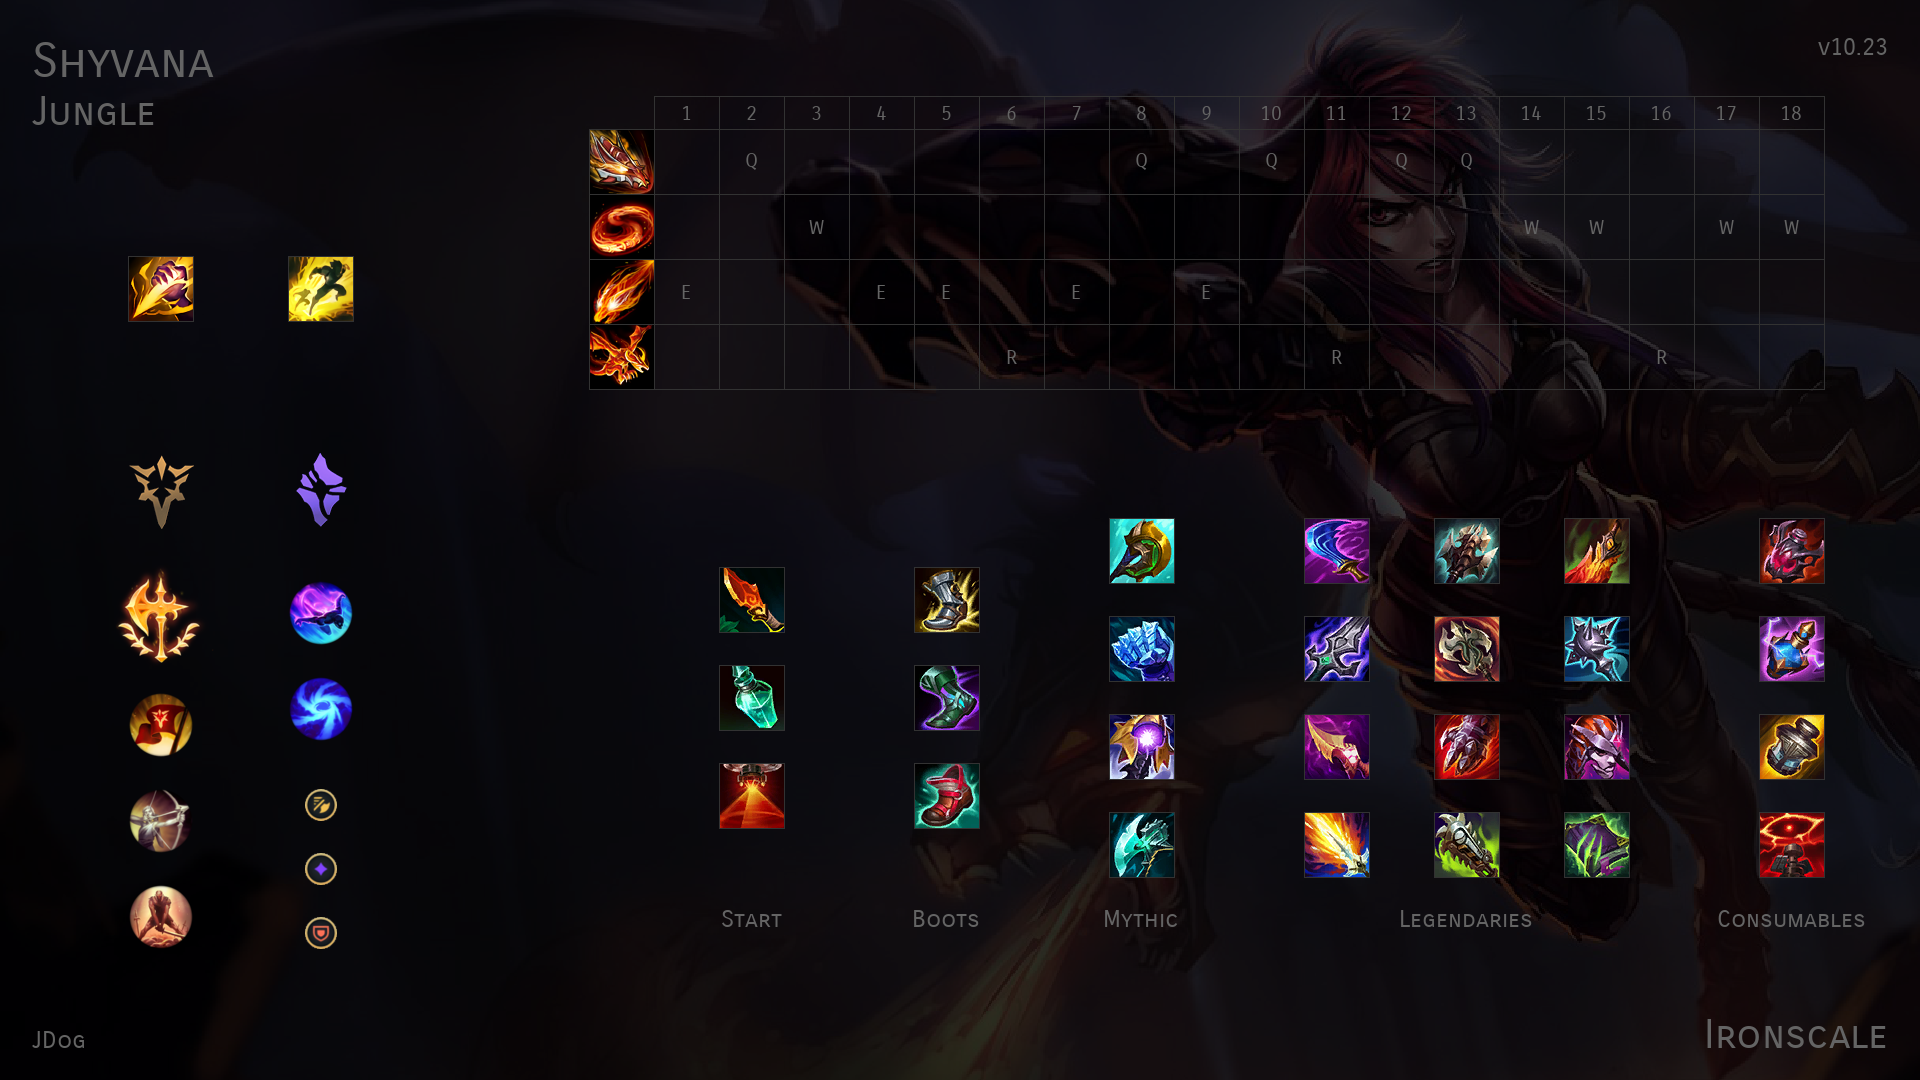 Shyvana
Jungle
v10.23
1 2 3 4 5 6 7 8 9 10 11 12 13 14 15 16 17 18
Q Q Q Q Q
W W W W W
E E E E E
R R R
Start Boots Mythic Legendaries Consumables
JDog
Ironscale